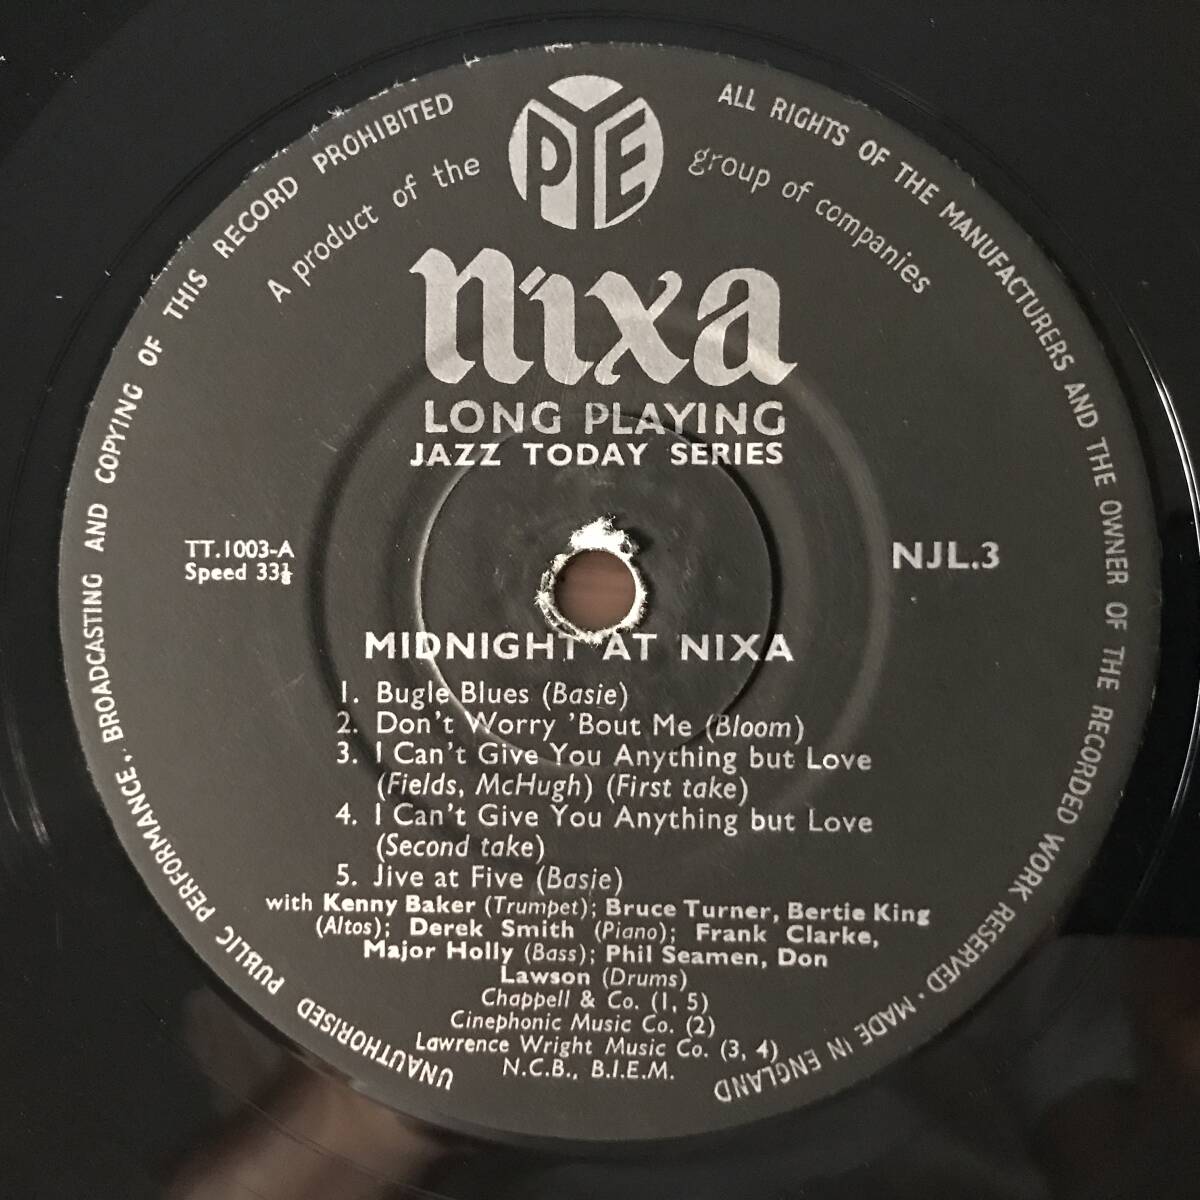 UNAUTHORISED PUBLIC PERFORMANCE, BROADCASTING AND COPYING OF THIS RECORD PROHIBITED
ALL RIGHTS OF THE MANUFACTURERS AND THE OWNER OF THE RECORDED WORK RESERVED · MADE IN ENGLAND
A product of the
PYE
group of companies
nixa
LONG PLAYING
JAZZ TODAY SERIES
TT.1003-A
Speed 33⅓
NJL.3
MIDNIGHT AT NIXA
1. Bugle Blues (Basie)
2. Don't Worry 'Bout Me (Bloom)
3. I Can't Give You Anything but Love
(Fields, McHugh) (First take)
4. I Can't Give You Anything but Love
(Second take)
5. Jive at Five (Basie)
with Kenny Baker (Trumpet); Bruce Turner, Bertie King
(Altos); Derek Smith (Piano); Frank Clarke,
Major Holly (Bass); Phil Seamen, Don
Lawson (Drums)
Chappell & Co. (1, 5)
Cinephonic Music Co. (2)
Lawrence Wright Music Co. (3, 4)
N.C.B., B.I.E.M.